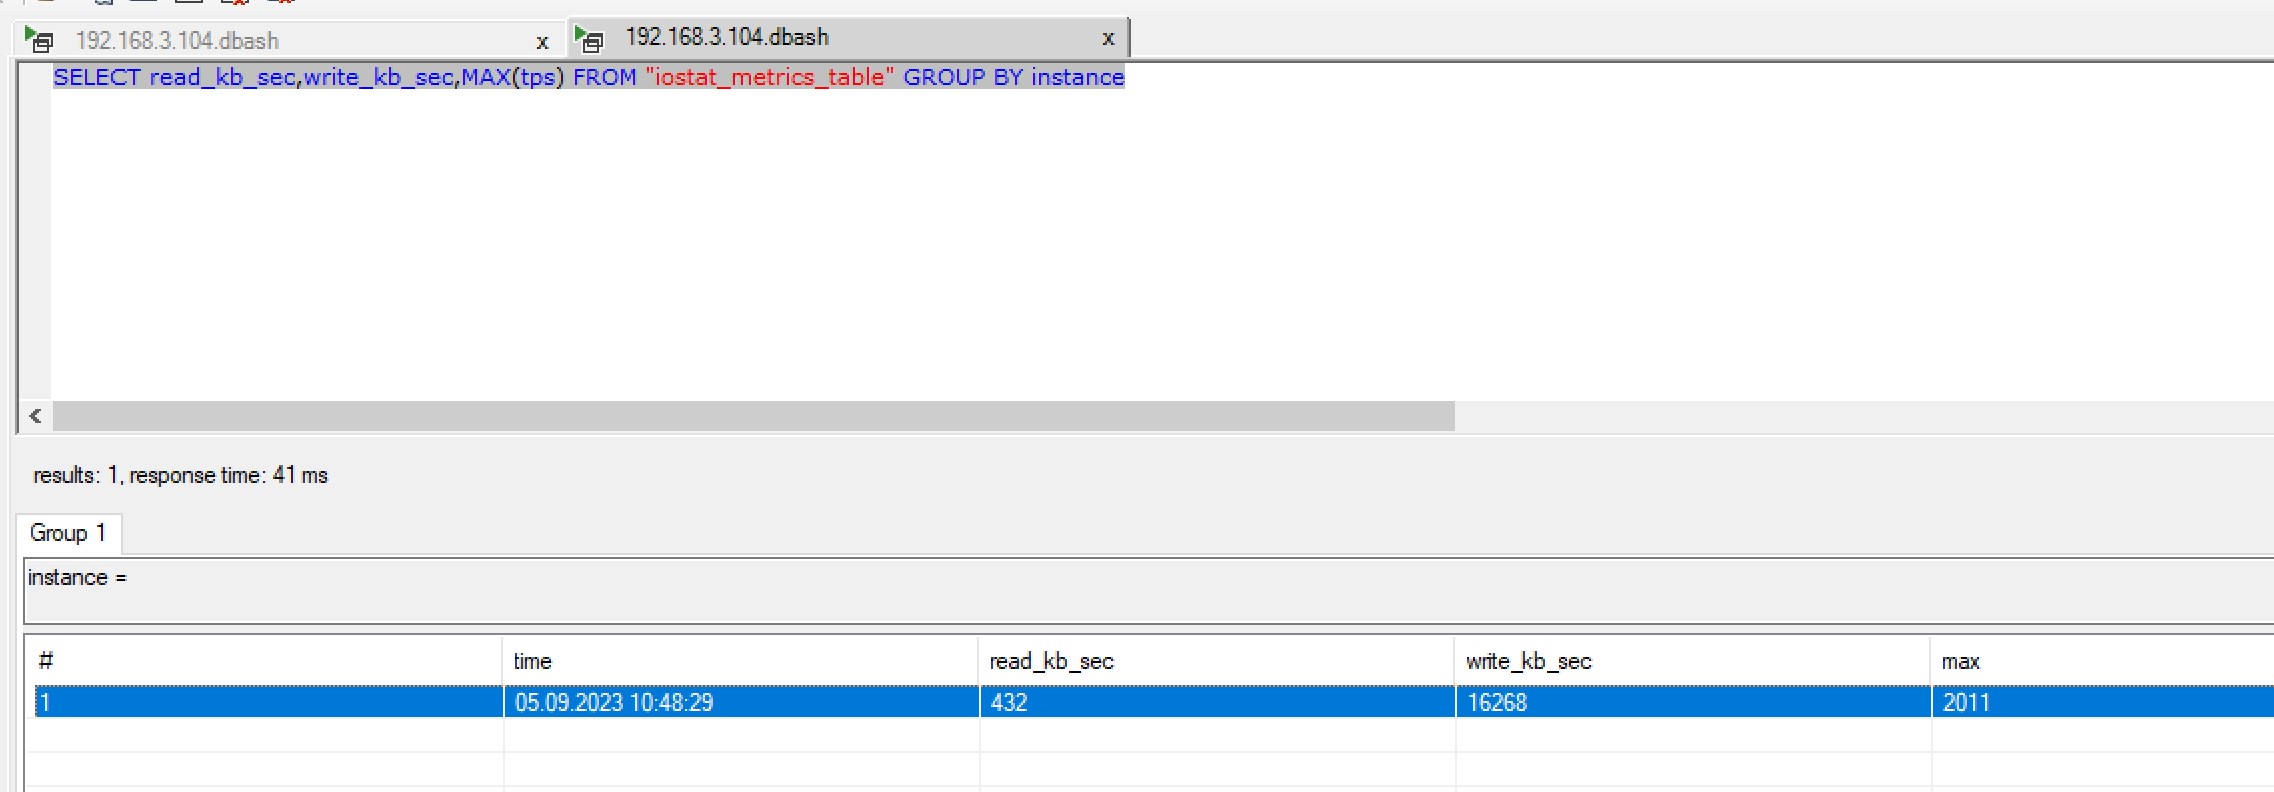 192.168.3.104.dbash x 192.168.3.104.dbash x
SELECT read_kb_sec,write_kb_sec,MAX(tps) FROM "iostat_metrics_table" GROUP BY instance
results: 1, response time: 41 ms
Group 1
instance =
# time read_kb_sec write_kb_sec max
1 05.09.2023 10:48:29 432 16268 2011